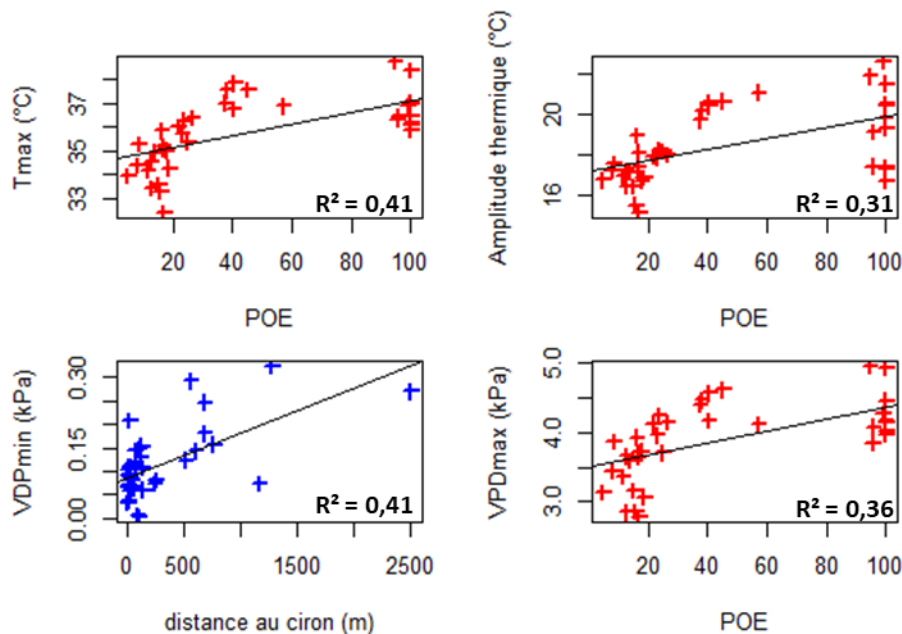 Tmax (°C)
33
35
37
R² = 0,41
20
40
60
80
100
POE
Amplitude thermique (°C)
16
18
20
R² = 0,31
20
40
60
80
100
POE
VDPmin (kPa)
0.00
0.15
0.30
R² = 0,41
0
500
1500
2500
distance au ciron (m)
VPDmax (kPa)
3.0
4.0
5.0
R² = 0,36
20
40
60
80
100
POE